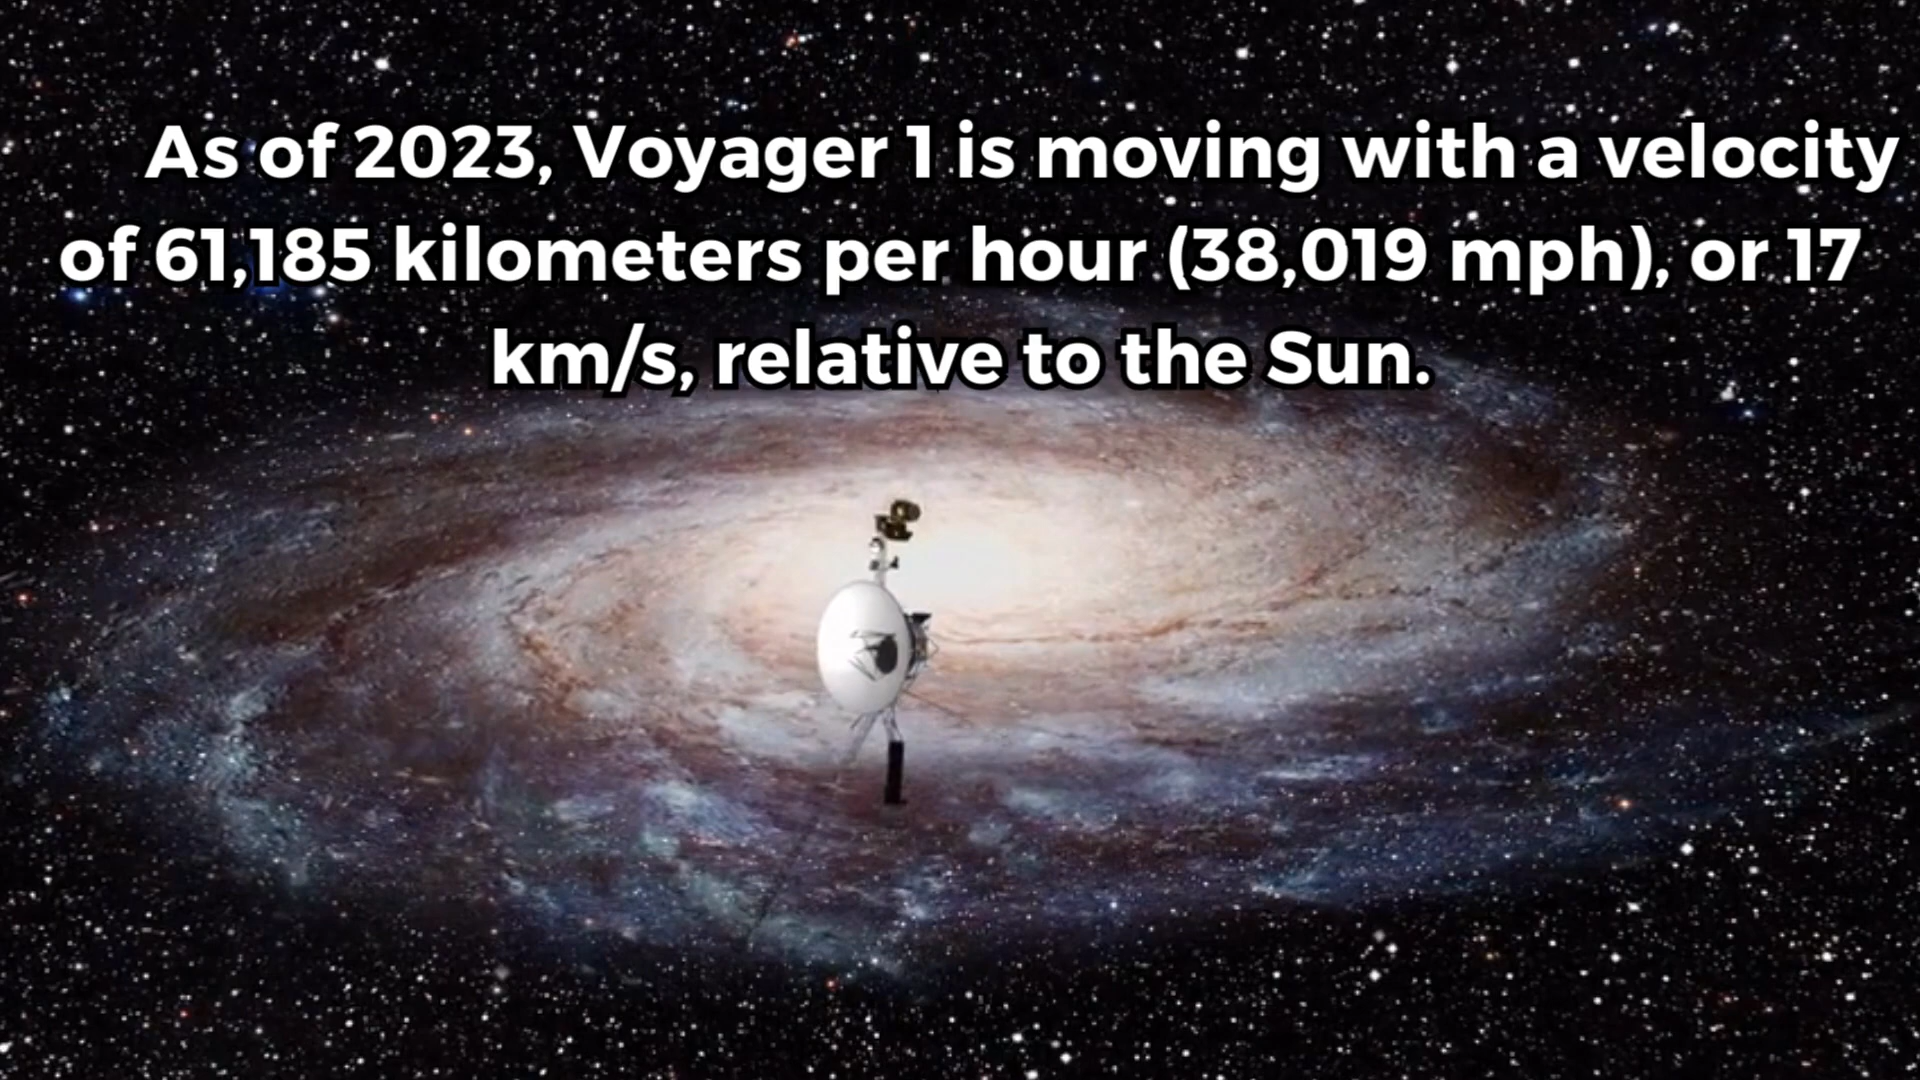 As of 2023, Voyager 1 is moving with a velocity
of 61,185 kilometers per hour (38,019 mph), or 17
km/s, relative to the Sun.